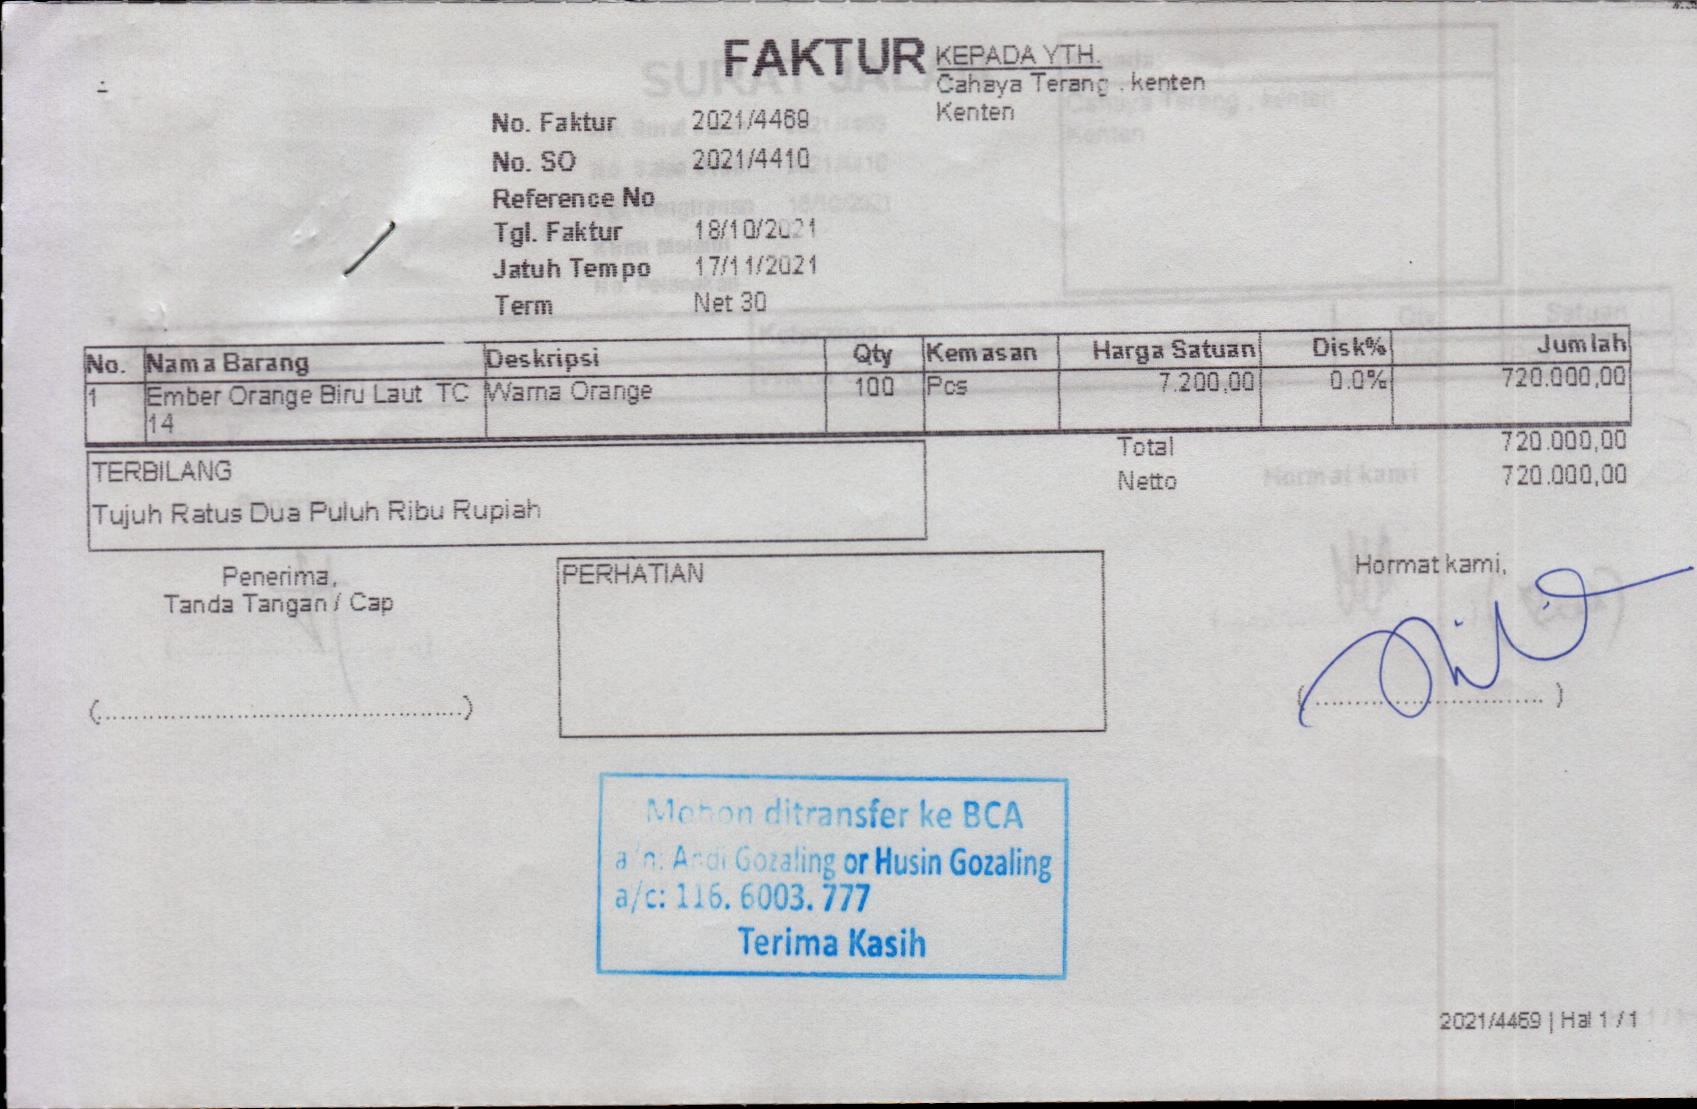 FAKTUR
KEPADA YTH.
Cahaya Terang . kenten
Kenten
No. Faktur 2021/4469
No. SO 2021/4410
Reference No
Tgl. Faktur 18/10/2021
Jatuh Tempo 17/11/2021
Term Net 30
No. Nama Barang Deskripsi Qty Kemasan Harga Satuan Disk% Jumlah
1 Ember Orange Biru Laut TC 14 Warna Orange 100 Pcs 7.200,00 0.0% 720.000,00
Total 720.000,00
Netto 720.000,00
TERBILANG
Tujuh Ratus Dua Puluh Ribu Rupiah
Penerima,
Tanda Tangan / Cap
PERHATIAN
Hormat kami,
Mohon ditransfer ke BCA
a/n: Andi Gozaling or Husin Gozaling
a/c: 116. 6003. 777
Terima Kasih
2021/4469 | Hal 1 / 1